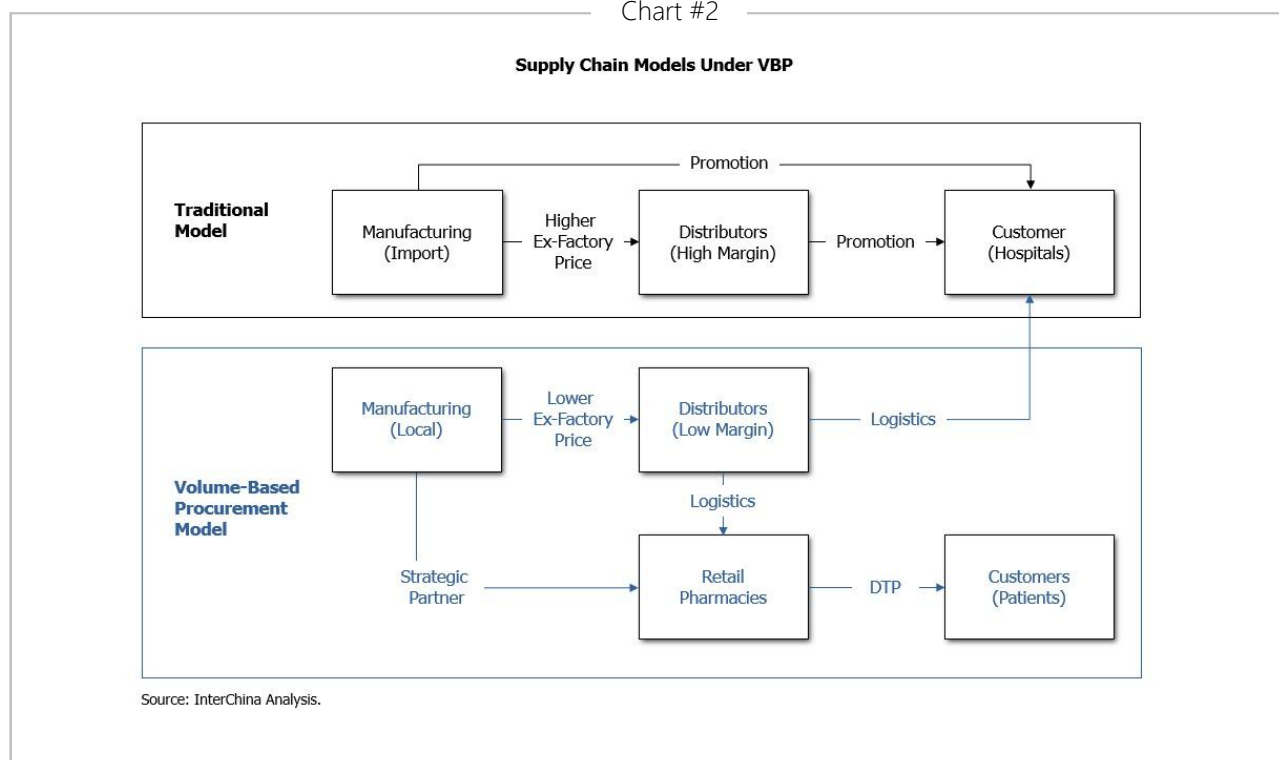 Chart #2
Supply Chain Models Under VBP
Promotion
Traditional
Model
Manufacturing
(Import)
Higher
Ex-Factory
Price
Distributors
(High Margin)
Promotion
Customer
(Hospitals)
Manufacturing
(Local)
Lower
Ex-Factory
Price
Distributors
(Low Margin)
Logistics
Volume-Based
Procurement
Model
Logistics
Strategic
Partner
Retail
Pharmacies
DTP
Customers
(Patients)
Source: InterChina Analysis.